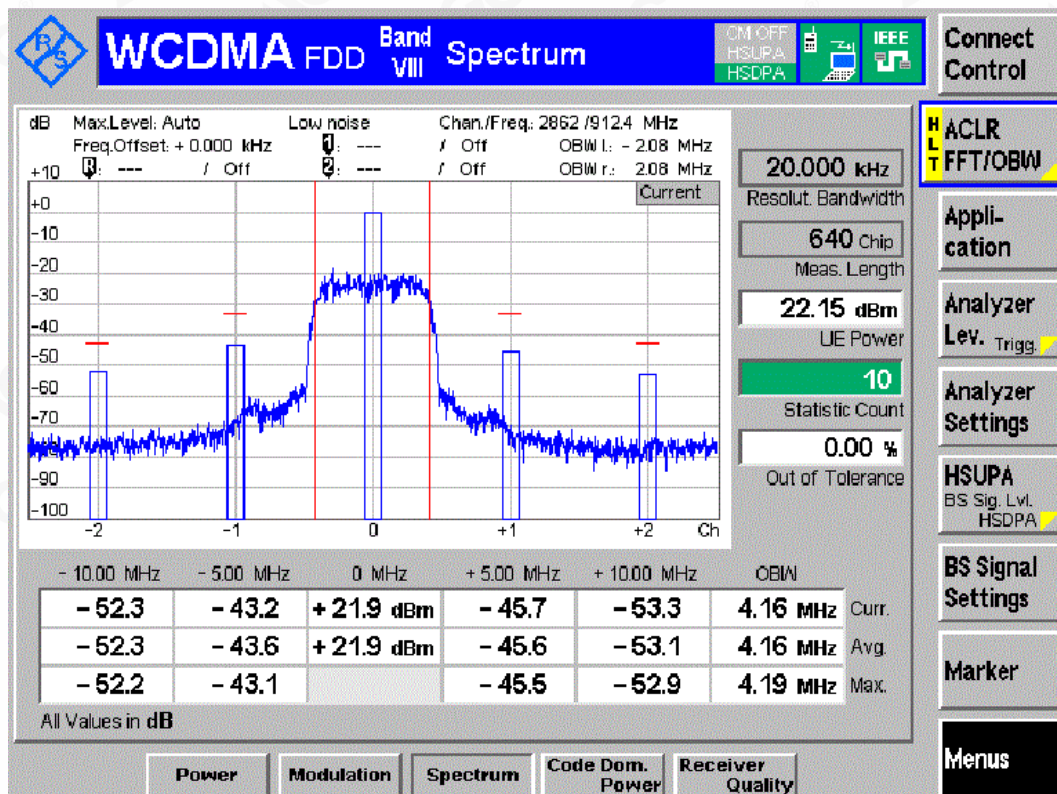 R/S
WCDMA FDD Band VIII Spectrum
CM OFF
HSUPA
HSDPA
IEEE
Connect Control
dB Max.Level: Auto Low noise Chan./Freq.: 2862 /912.4 MHz
Freq.Offset: + 0.000 kHz 1: --- / Off OBW l.: - 2.08 MHz
R: --- / Off 2: --- / Off OBW r.: 2.08 MHz
Current
+10
+0
-10
-20
-30
-40
-50
-60
-70
-80
-90
-100
-2 -1 0 +1 +2 Ch
20.000 kHz
Resolut. Bandwidth
640 Chip
Meas. Length
22.15 dBm
UE Power
10
Statistic Count
0.00 %
Out of Tolerance
HLT
ACLR
FFT/OBW
Appli-
cation
Analyzer
Lev. Trigg.
Analyzer
Settings
HSUPA
BS Sig. Lvl.
HSDPA
BS Signal
Settings
Marker
Menus
- 10.00 MHz - 5.00 MHz 0 MHz + 5.00 MHz + 10.00 MHz OBW
- 52.3 - 43.2 + 21.9 dBm - 45.7 - 53.3 4.16 MHz Curr.
- 52.3 - 43.6 + 21.9 dBm - 45.6 - 53.1 4.16 MHz Avg.
- 52.2 - 43.1 - 45.5 - 52.9 4.19 MHz Max.
All Values in dB
Power
Modulation
Spectrum
Code Dom.
Power
Receiver
Quality